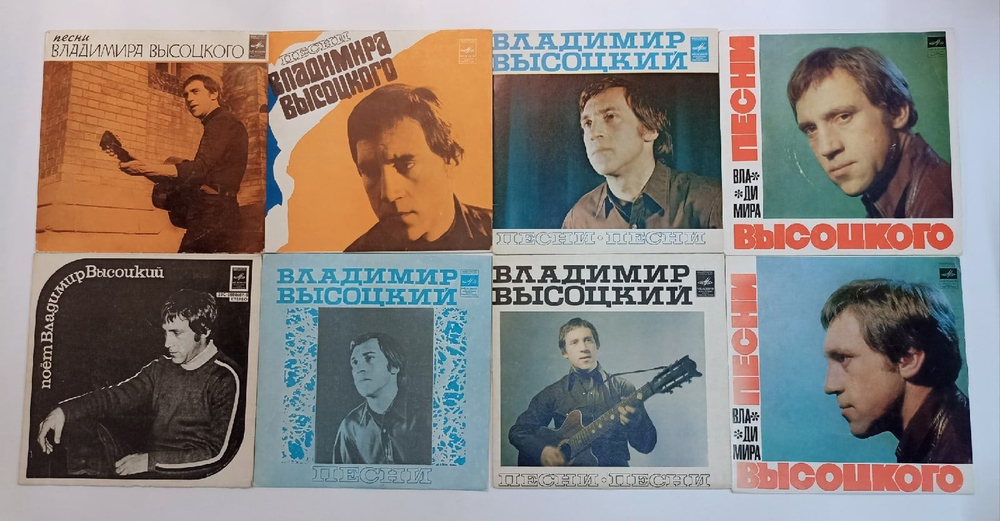 песни
ВЛАДИМИРА ВЫСОЦКОГО
ПЕСНИ
ВЛАДИМИРА
ВЫСОЦКОГО
ВЛАДИМИР
ВЫСОЦКИЙ
ПЕСНИ·ПЕСНИ
ПЕСНИ
ВЛА*
*ДИ
МИРА
ВЫСОЦКОГО
поёт Владимир Высоцкий
СТЕРЕО
ВЛАДИМИР
ВЫСОЦКИЙ
ПЕСНИ
ВЛАДИМИР
ВЫСОЦКИЙ
ПЕСНИ·ПЕСНИ
ПЕСНИ
ВЛА*
*ДИ
МИРА
ВЫСОЦКОГО